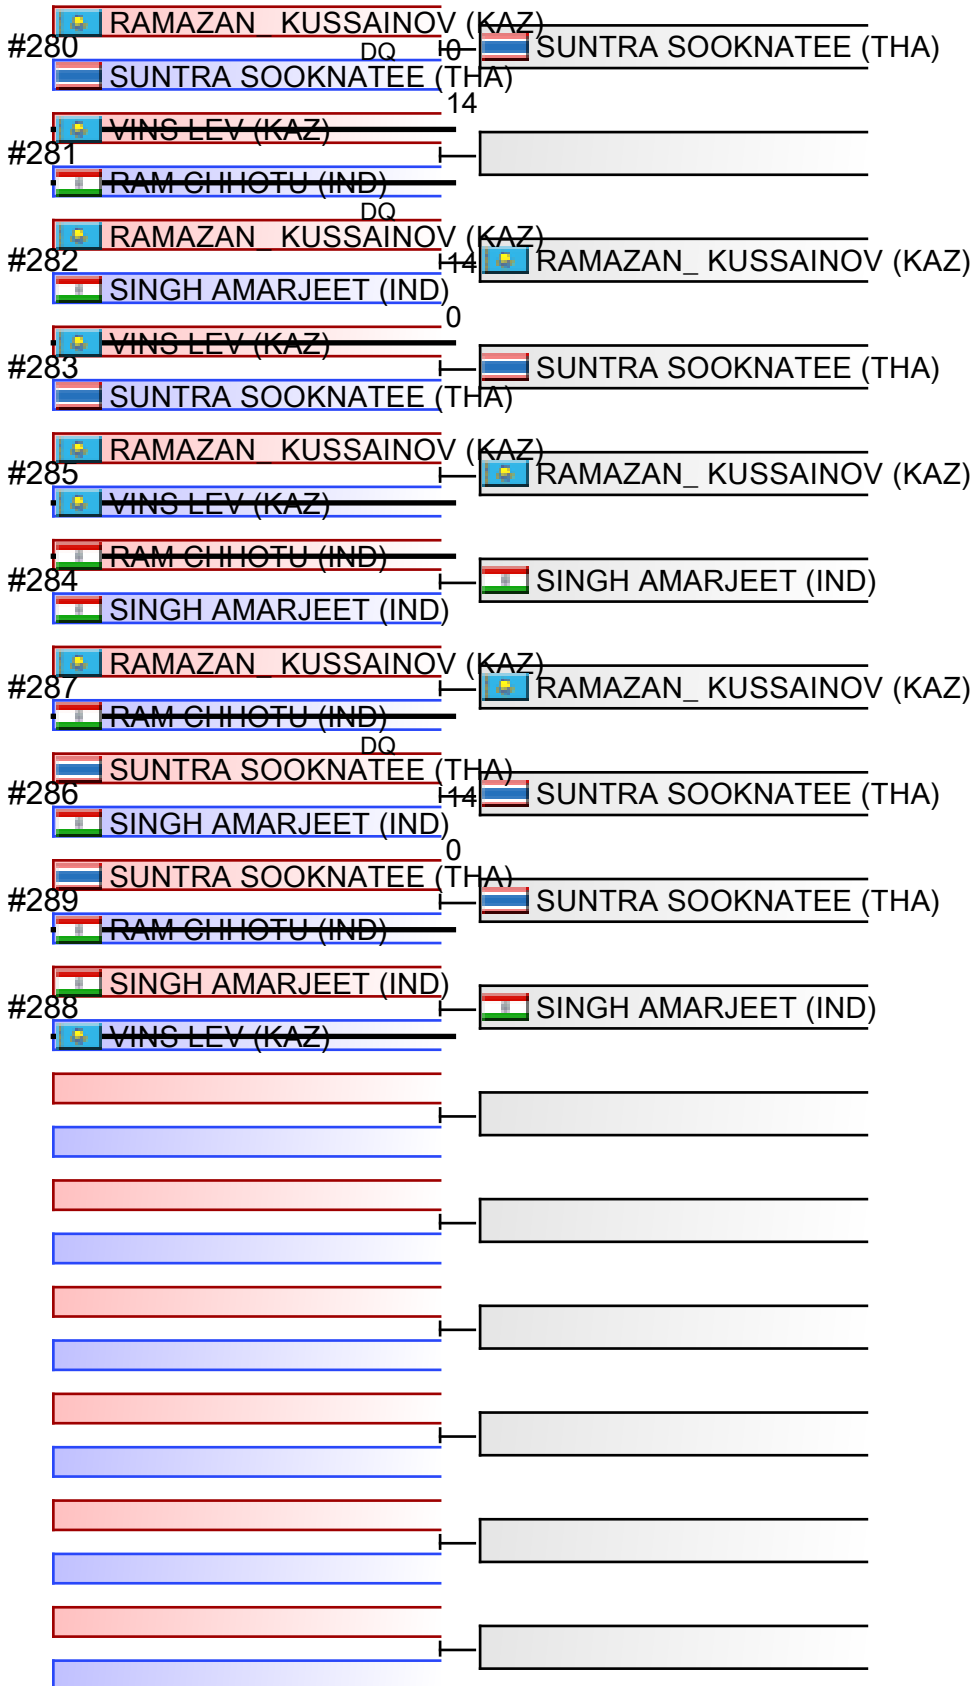 RAMAZAN_ KUSSAINOV (KAZ)
#280 DQ 0 SUNTRA SOOKNATEE (THA)
SUNTRA SOOKNATEE (THA)
14
VINS LEV (KAZ)
#281
RAM CHHOTU (IND)
DQ
RAMAZAN_ KUSSAINOV (KAZ)
#282 14 RAMAZAN_ KUSSAINOV (KAZ)
SINGH AMARJEET (IND)
0
VINS LEV (KAZ)
#283 SUNTRA SOOKNATEE (THA)
SUNTRA SOOKNATEE (THA)
RAMAZAN_ KUSSAINOV (KAZ)
#285 RAMAZAN_ KUSSAINOV (KAZ)
VINS LEV (KAZ)
RAM CHHOTU (IND)
#284 SINGH AMARJEET (IND)
SINGH AMARJEET (IND)
RAMAZAN_ KUSSAINOV (KAZ)
#287 RAMAZAN_ KUSSAINOV (KAZ)
RAM CHHOTU (IND)
DQ
SUNTRA SOOKNATEE (THA)
#286 14 SUNTRA SOOKNATEE (THA)
SINGH AMARJEET (IND)
0
SUNTRA SOOKNATEE (THA)
#289 SUNTRA SOOKNATEE (THA)
RAM CHHOTU (IND)
SINGH AMARJEET (IND)
#288 SINGH AMARJEET (IND)
VINS LEV (KAZ)